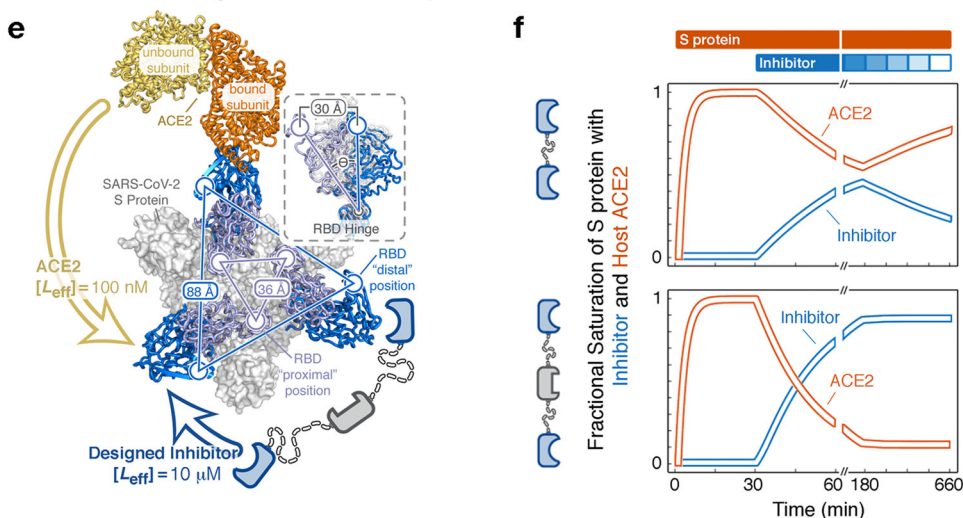 e
unbound
subunit
bound
subunit
ACE2
30 Å
Θ=
RBD Hinge
SARS-CoV-2
S Protein
ACE2
[Leff]=100 nM
88 Å
36 Å
RBD
"distal"
position
RBD
"proximal"
position
Designed Inhibitor
[Leff]=10 μM
f
S protein
Inhibitor
Fractional Saturation of S protein with
Inhibitor and Host ACE2
1
0
ACE2
Inhibitor
1
0
Inhibitor
ACE2
0 30 60 180 660
Time (min)